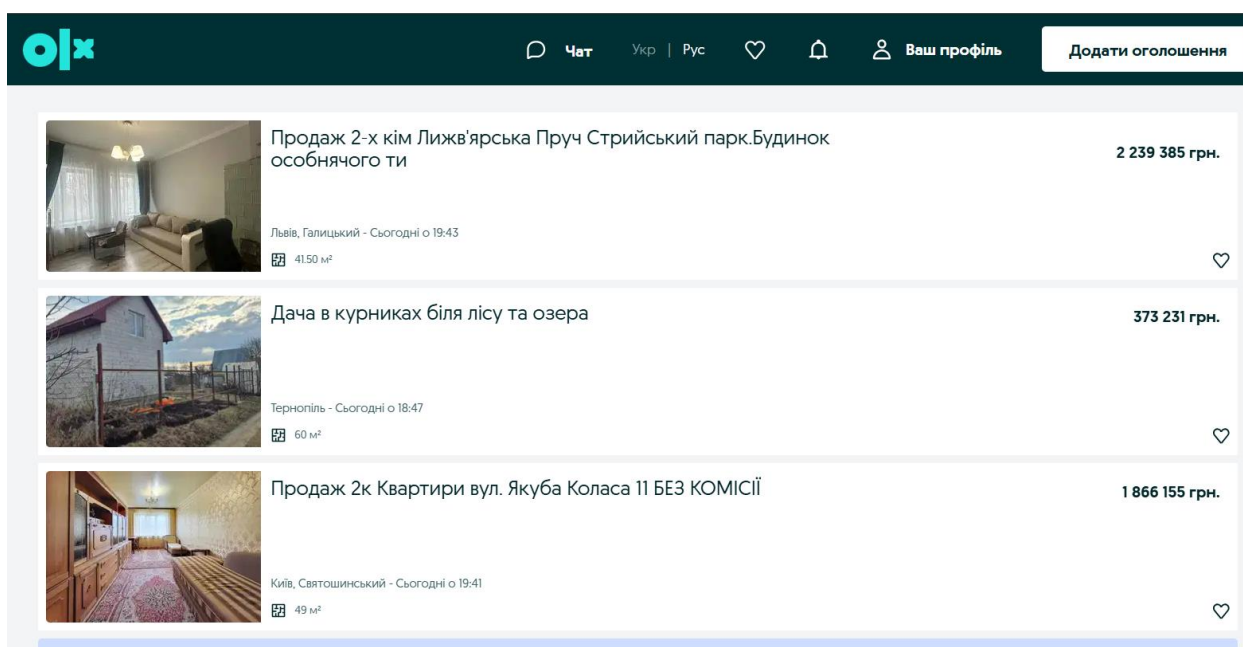 olx
Чат
Укр | Рус
Ваш профіль
Додати оголошення
Продаж 2-х кім Лижв'ярська Пруч Стрийський парк.Будинок
особнячого ти
2 239 385 грн.
Львів, Галицький - Сьогодні о 19:43
41.50 м²
Дача в курниках біля лісу та озера
373 231 грн.
Тернопіль - Сьогодні о 18:47
60 м²
Продаж 2к Квартири вул. Якуба Коласа 11 БЕЗ КОМІСІЇ
1 866 155 грн.
Київ, Святошинський - Сьогодні о 19:41
49 м²